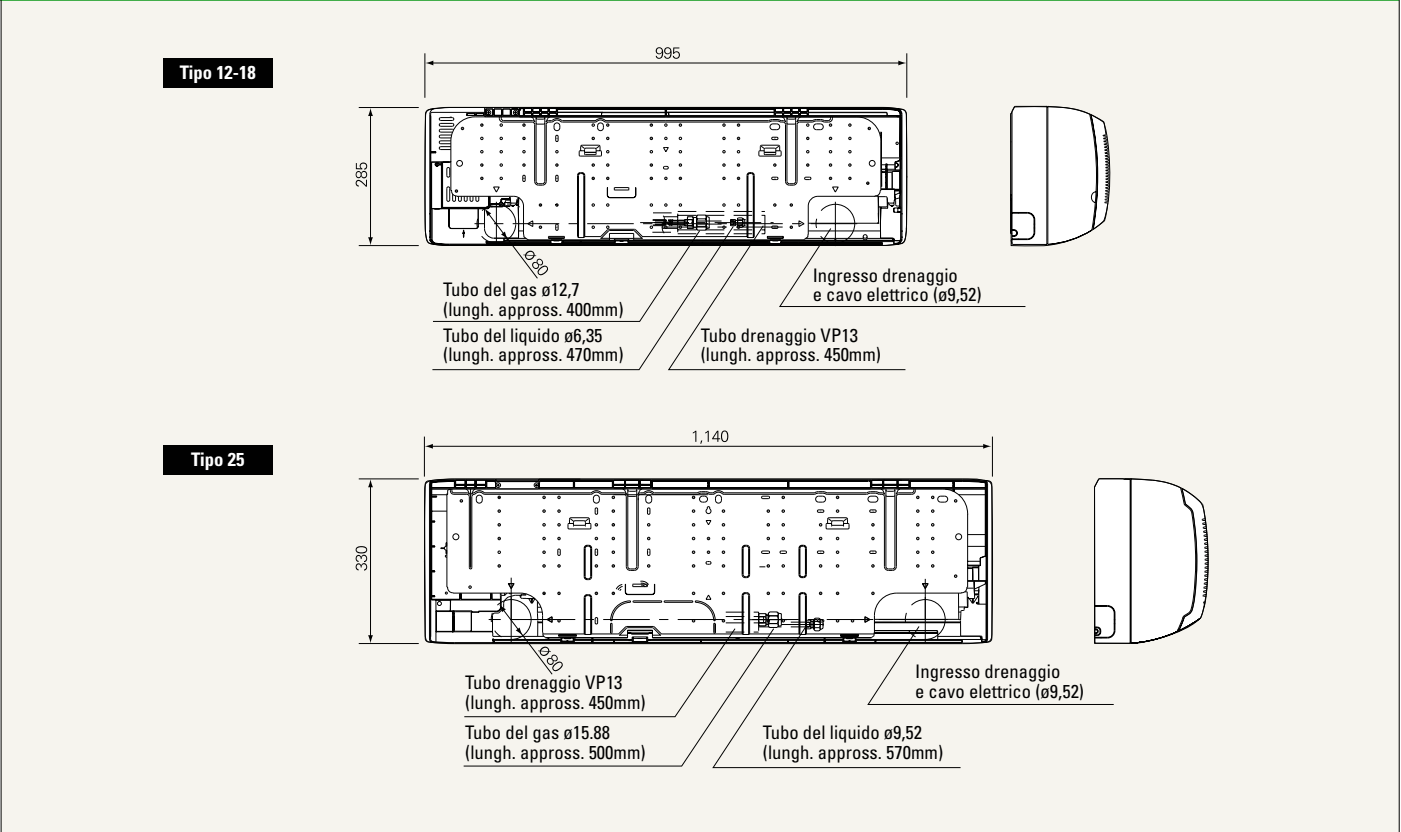 Tipo 12-18
995
285
ø80
Tubo del gas ø12,7
(lungh. appross. 400mm)
Tubo del liquido ø6,35
(lungh. appross. 470mm)
Tubo drenaggio VP13
(lungh. appross. 450mm)
Ingresso drenaggio
e cavo elettrico (ø9,52)
Tipo 25
1,140
330
ø80
Tubo drenaggio VP13
(lungh. appross. 450mm)
Tubo del gas ø15.88
(lungh. appross. 500mm)
Tubo del liquido ø9,52
(lungh. appross. 570mm)
Ingresso drenaggio
e cavo elettrico (ø9,52)